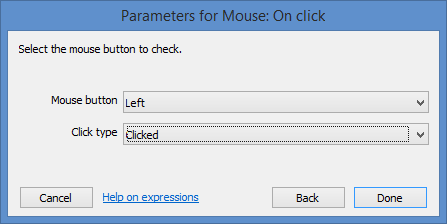 Parameters for Mouse: On click
Select the mouse button to check.
Mouse button Left
Click type Clicked
Cancel Help on expressions Back Done